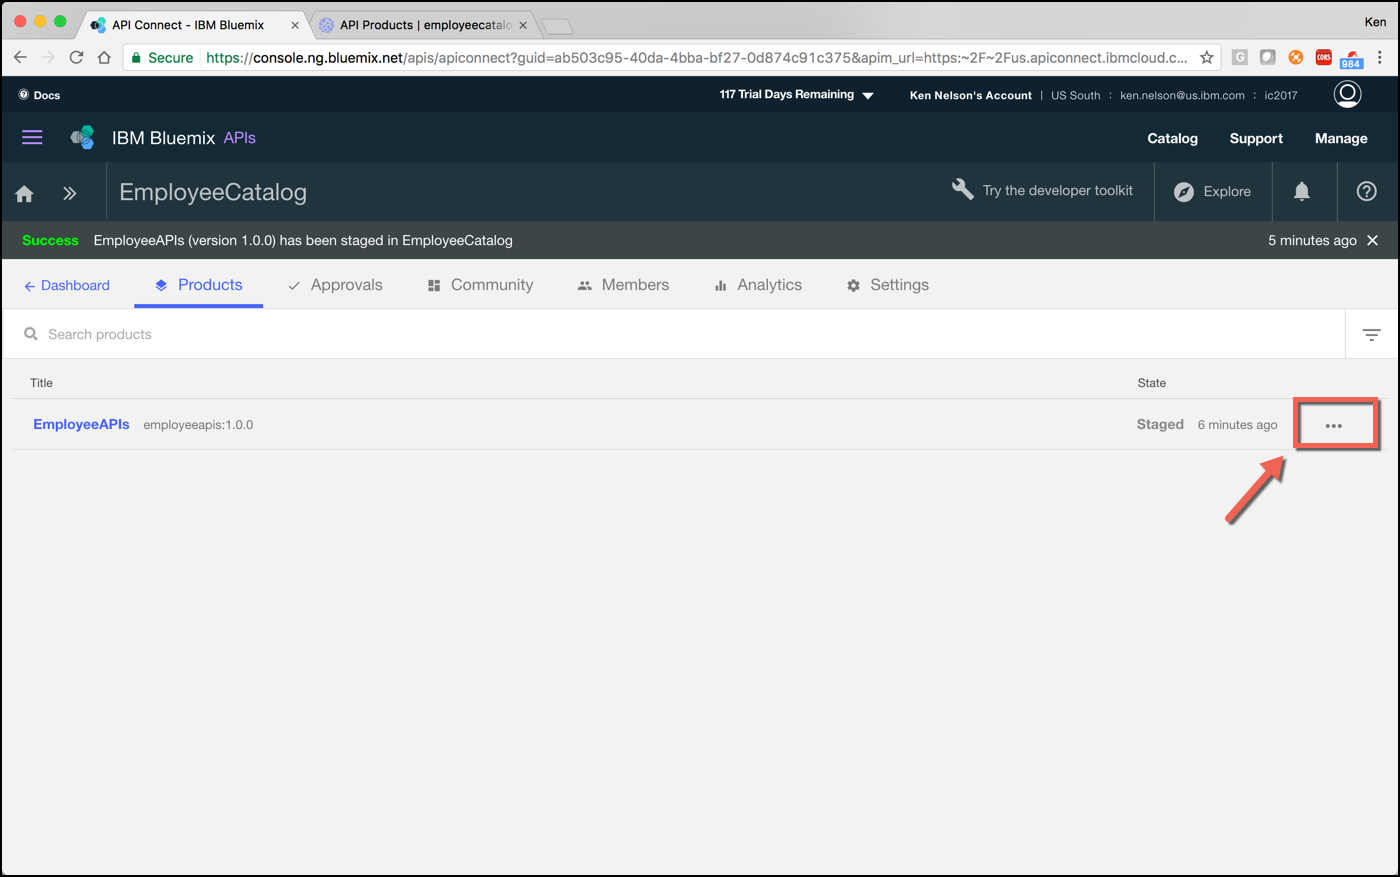 API Connect - IBM Bluemix
API Products | employeecatalo
Ken
Secure https://console.ng.bluemix.net/apis/apiconnect?guid=ab503c95-40da-4bba-bf27-0d874c91c375&apim_url=https:~2F~2Fus.apiconnect.ibmcloud.c...
G
CORS
984
Docs
117 Trial Days Remaining
Ken Nelson's Account | US South : ken.nelson@us.ibm.com : ic2017
IBM Bluemix APIs
Catalog Support Manage
EmployeeCatalog
Try the developer toolkit
Explore
Success EmployeeAPIs (version 1.0.0) has been staged in EmployeeCatalog
5 minutes ago
Dashboard Products Approvals Community Members Analytics Settings
Search products
Title State
EmployeeAPIs employeeapis:1.0.0 Staged 6 minutes ago